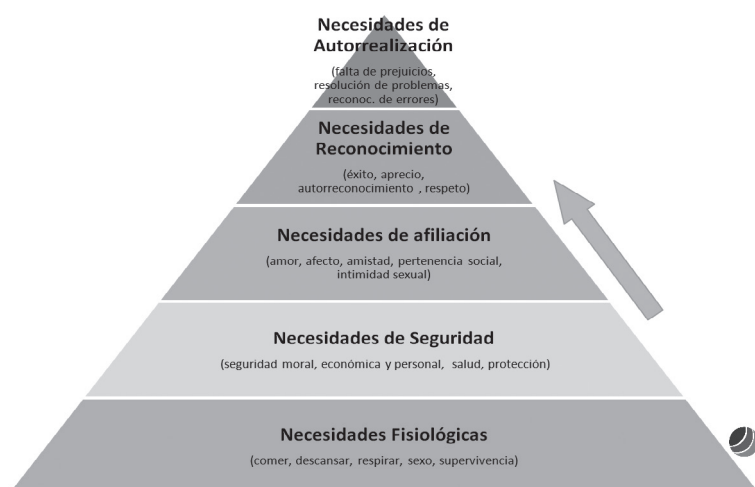 Necesidades de
Autorrealización
(falta de prejuicios,
resolución de problemas,
reconoc. de errores)
Necesidades de
Reconocimiento
(éxito, aprecio,
autorreconocimiento , respeto)
Necesidades de afiliación
(amor, afecto, amistad, pertenencia social,
intimidad sexual)
Necesidades de Seguridad
(seguridad moral, económica y personal, salud, protección)
Necesidades Fisiológicas
(comer, descansar, respirar, sexo, supervivencia)